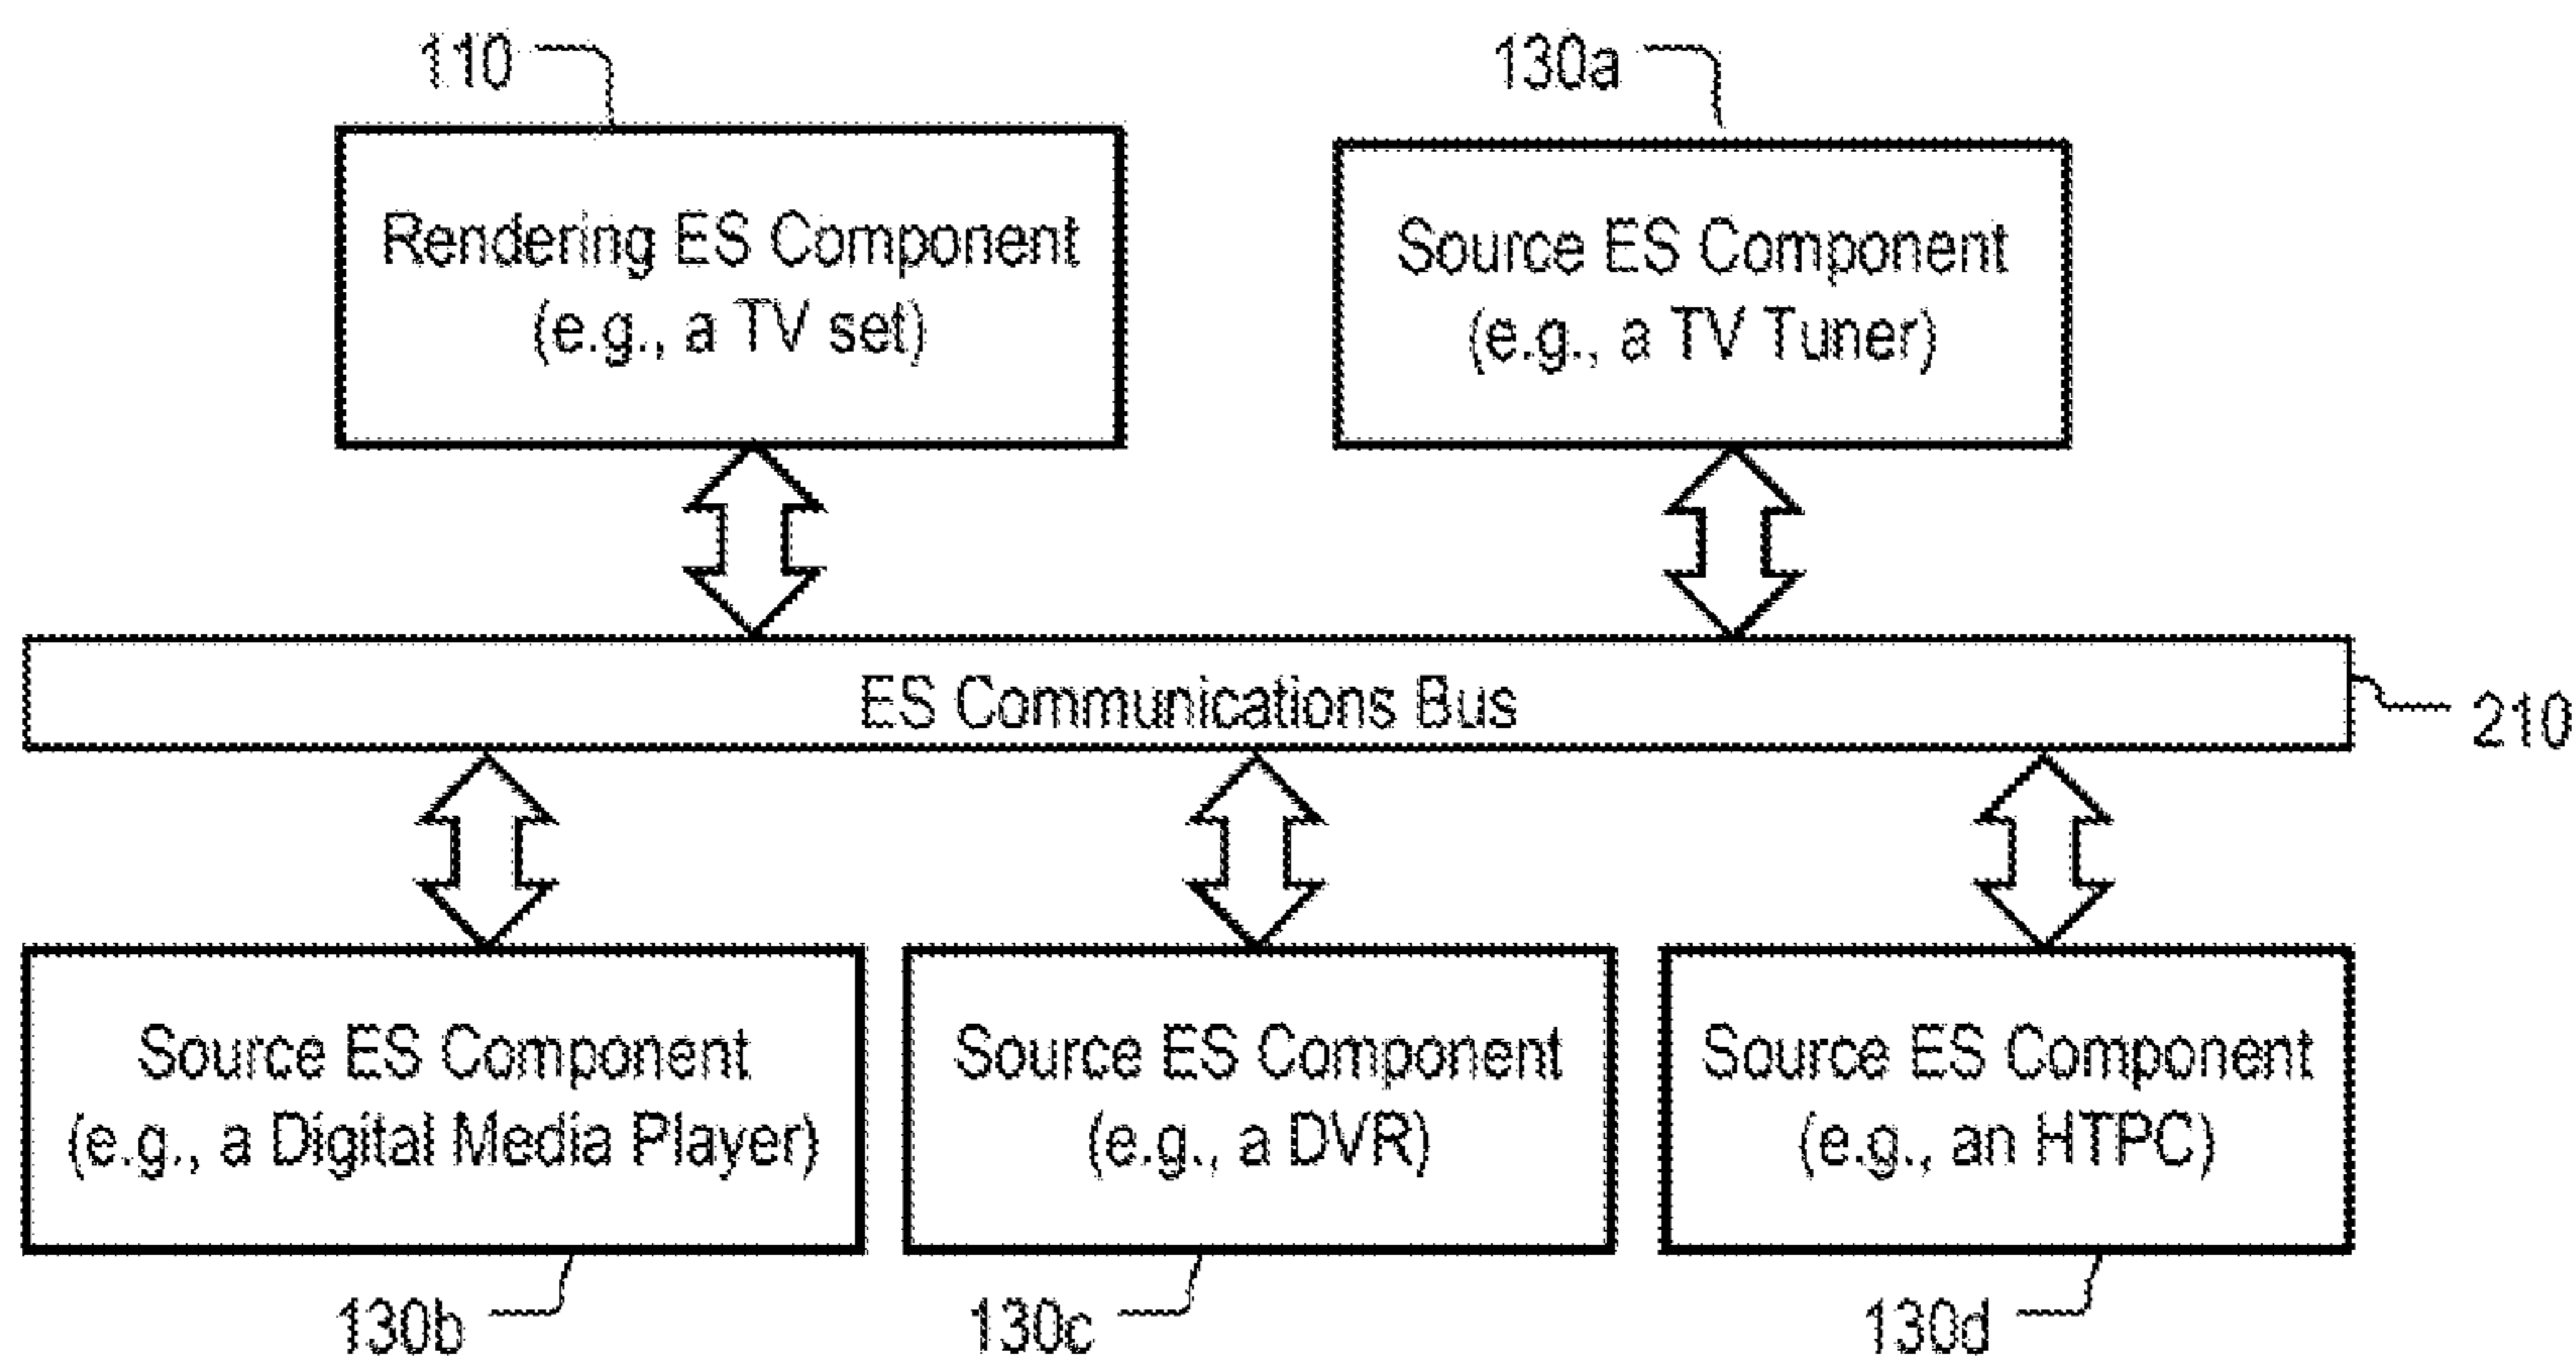 110
130a
Rendering ES Component
(e.g., a TV set)
Source ES Component
(e.g., a TV Tuner)
ES Communications Bus
210
Source ES Component
(e.g., a Digital Media Player)
Source ES Component
(e.g., a DVR)
Source ES Component
(e.g., an HTPC)
130b
130c
130d